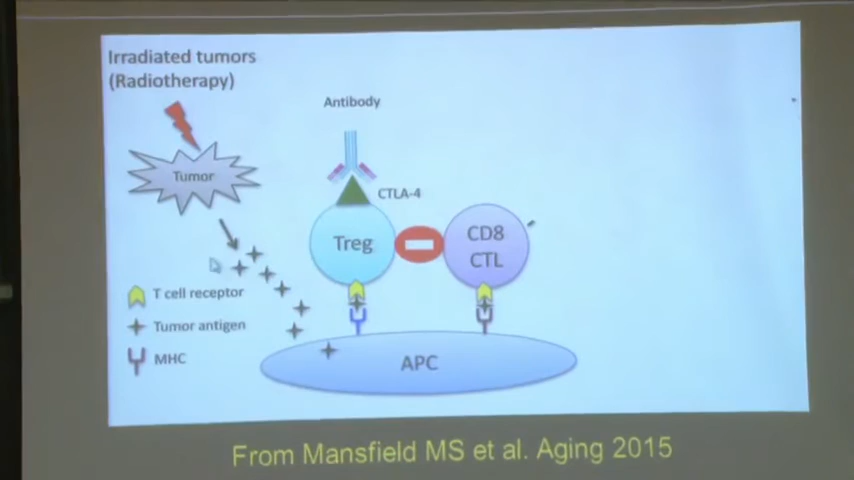 Irradiated tumors
(Radiotherapy)
Antibody
Tumor
CTLA-4
Treg
CD8
CTL
T cell receptor
Tumor antigen
MHC
APC
From Mansfield MS et al. Aging 2015